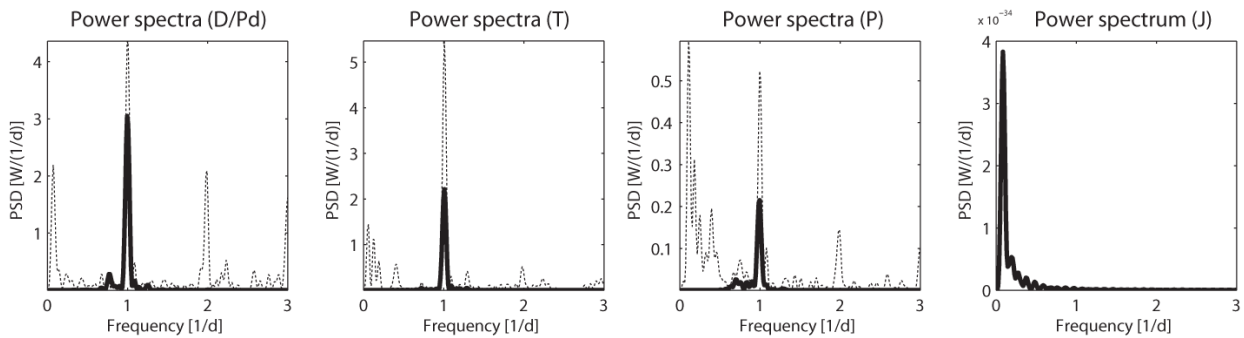 Power spectra (D/Pd)
4
3
2
1
0 1 2 3
PSD [W/(1/d)]
Frequency [1/d]
Power spectra (T)
5
4
3
2
1
0 1 2 3
PSD [W/(1/d)]
Frequency [1/d]
Power spectra (P)
0.5
0.4
0.3
0.2
0.1
0 1 2 3
PSD [W/(1/d)]
Frequency [1/d]
x 10⁻³⁴
Power spectrum (J)
4
3
2
1
0
0 1 2 3
PSD [W/(1/d)]
Frequency [1/d]